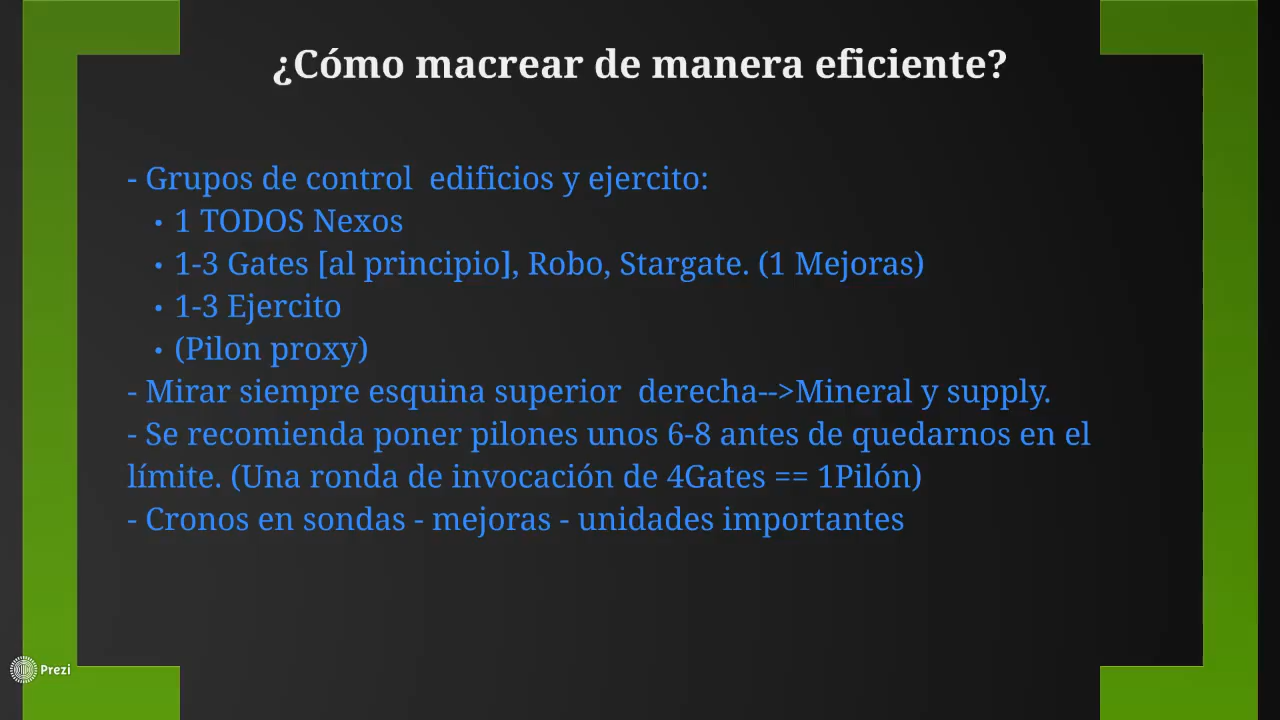 ¿Cómo macrear de manera eficiente?
- Grupos de control  edificios y ejercito:
• 1 TODOS Nexos
• 1-3 Gates [al principio], Robo, Stargate. (1 Mejoras)
• 1-3 Ejercito
• (Pilon proxy)
- Mirar siempre esquina superior  derecha-->Mineral y supply.
- Se recomienda poner pilones unos 6-8 antes de quedarnos en el
límite. (Una ronda de invocación de 4Gates == 1Pilón)
- Cronos en sondas - mejoras - unidades importantes
Prezi